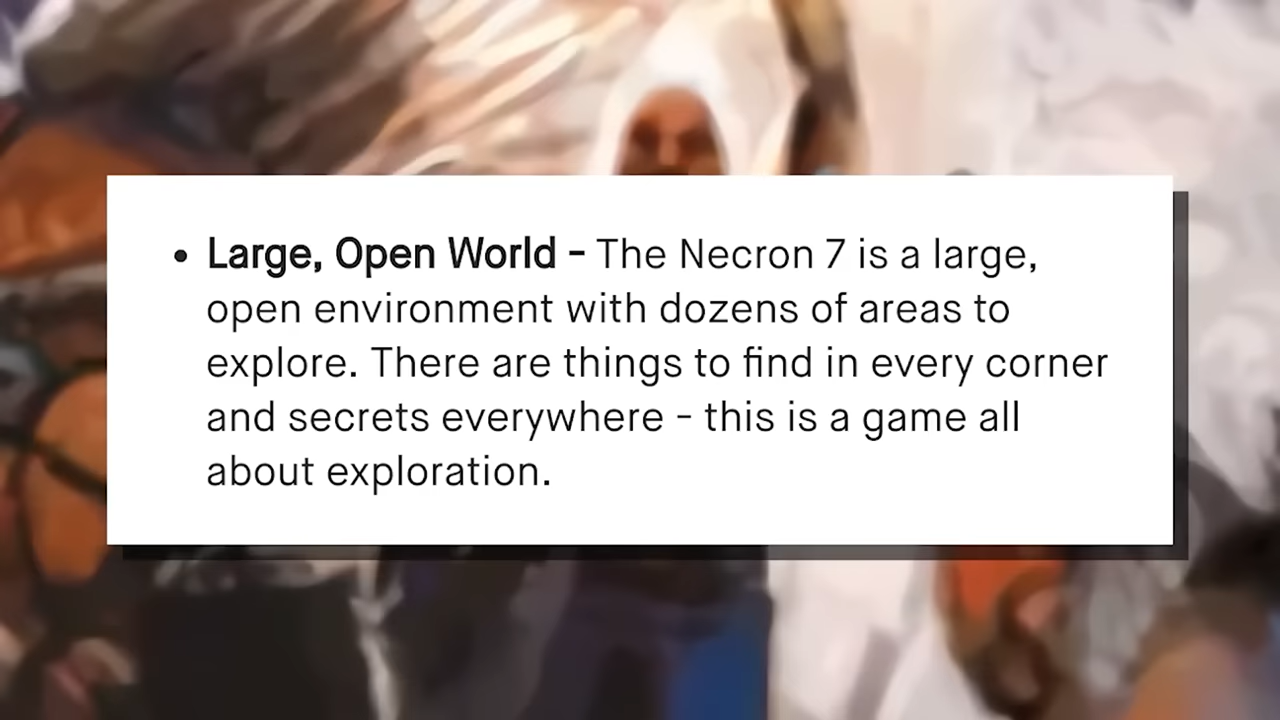 • Large, Open World - The Necron 7 is a large,
open environment with dozens of areas to
explore. There are things to find in every corner
and secrets everywhere - this is a game all
about exploration.